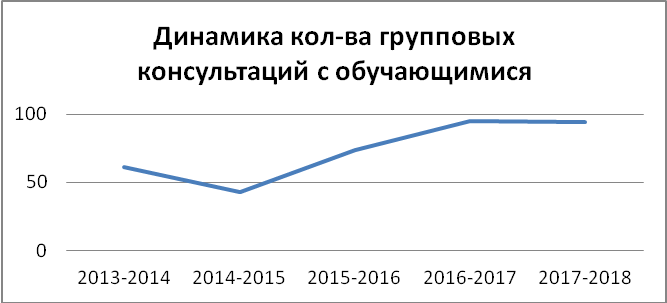 Динамика кол-ва групповых
консультаций с обучающимися
100
50
0
2013-2014 2014-2015 2015-2016 2016-2017 2017-2018